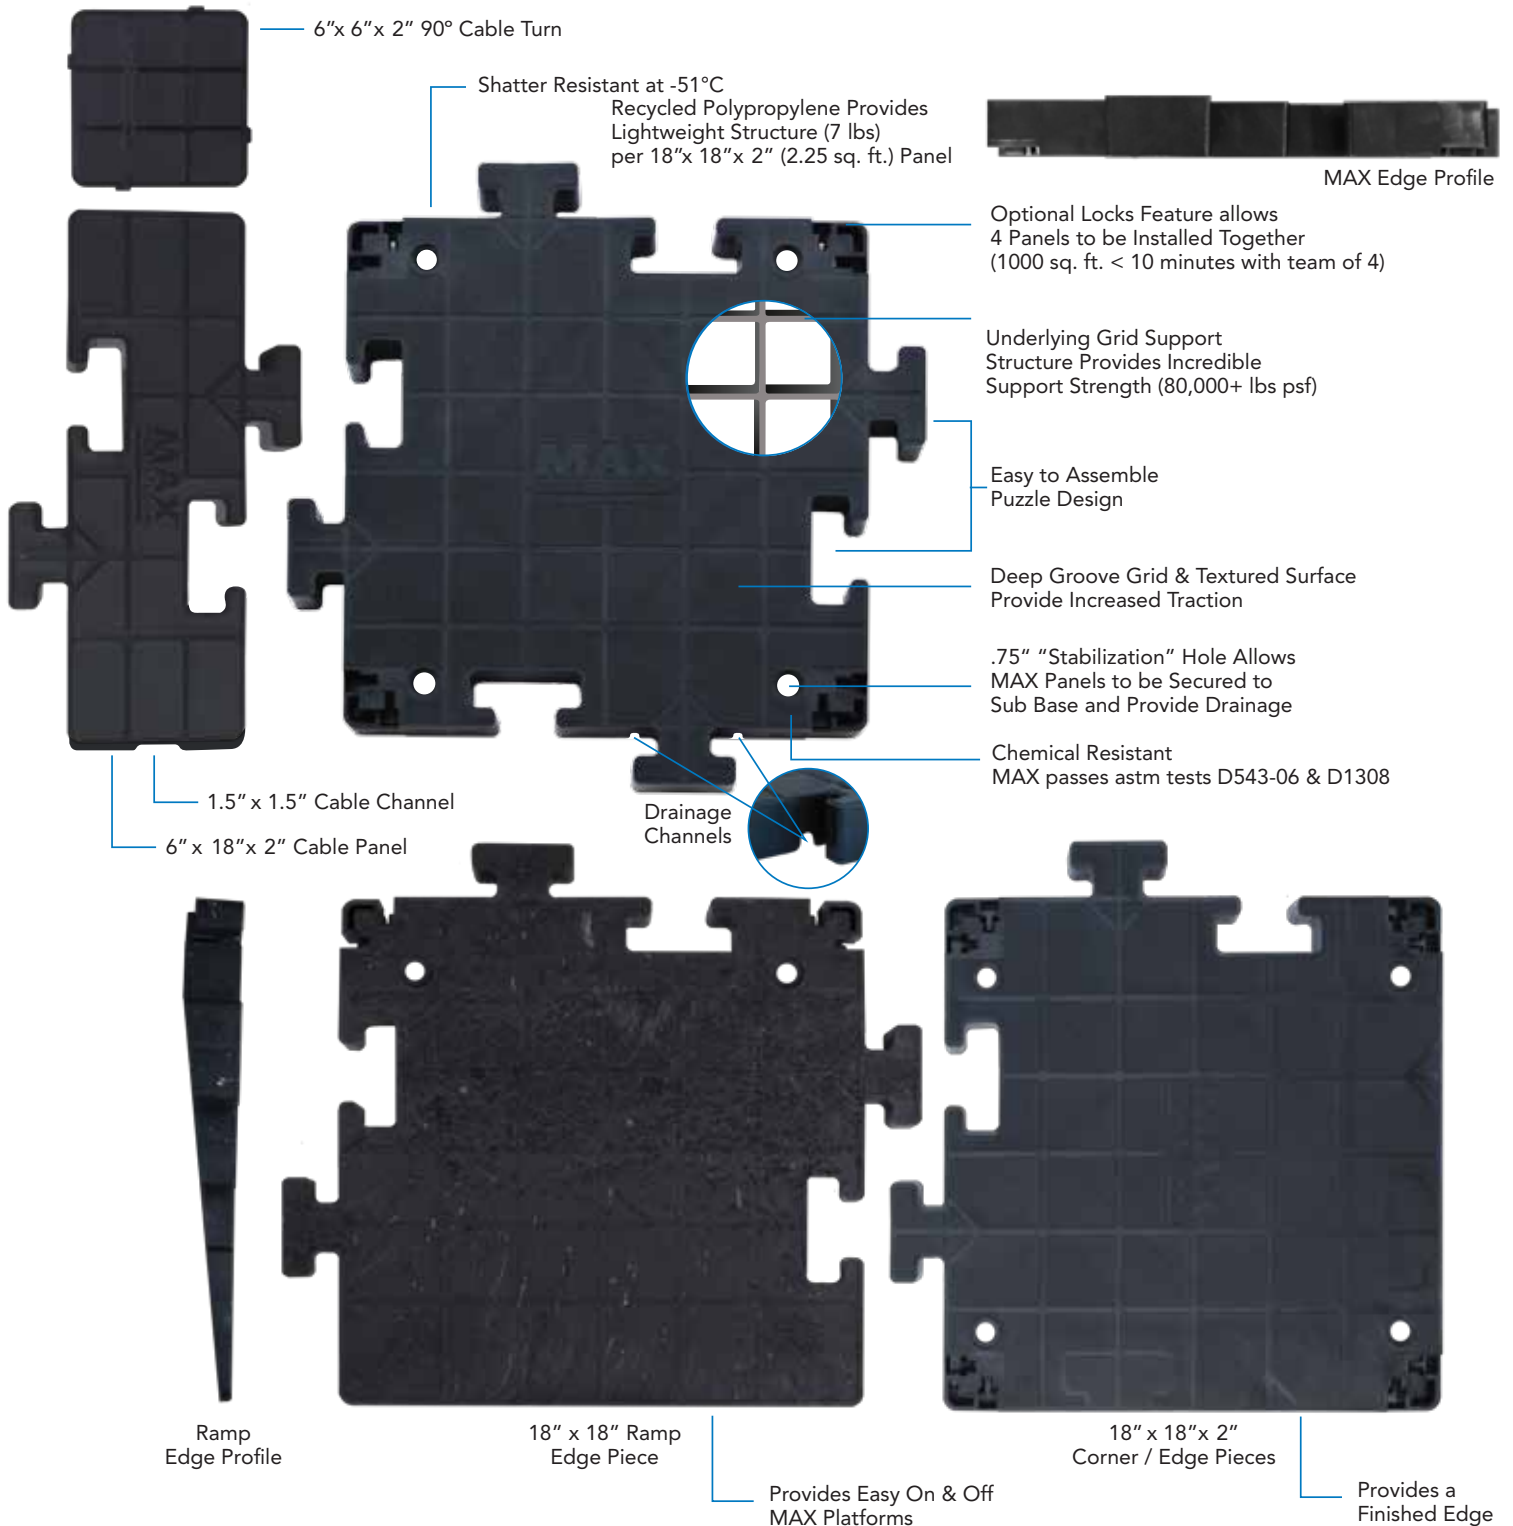 6”x 6”x 2” 90º Cable Turn
Shatter Resistant at -51°C
Recycled Polypropylene Provides
Lightweight Structure (7 lbs)
per 18”x 18”x 2” (2.25 sq. ft.) Panel
MAX Edge Profile
Optional Locks Feature allows
4 Panels to be Installed Together
(1000 sq. ft. < 10 minutes with team of 4)
Underlying Grid Support
Structure Provides Incredible
Support Strength (80,000+ lbs psf)
Easy to Assemble
Puzzle Design
Deep Groove Grid & Textured Surface
Provide Increased Traction
.75” “Stabilization” Hole Allows
MAX Panels to be Secured to
Sub Base and Provide Drainage
Chemical Resistant
MAX passes astm tests D543-06 & D1308
MAX
MAX
Drainage
Channels
1.5” x 1.5” Cable Channel
6” x 18”x 2” Cable Panel
Ramp
Edge Profile
18” x 18” Ramp
Edge Piece
Provides Easy On & Off
MAX Platforms
18” x 18”x 2”
Corner / Edge Pieces
Provides a
Finished Edge